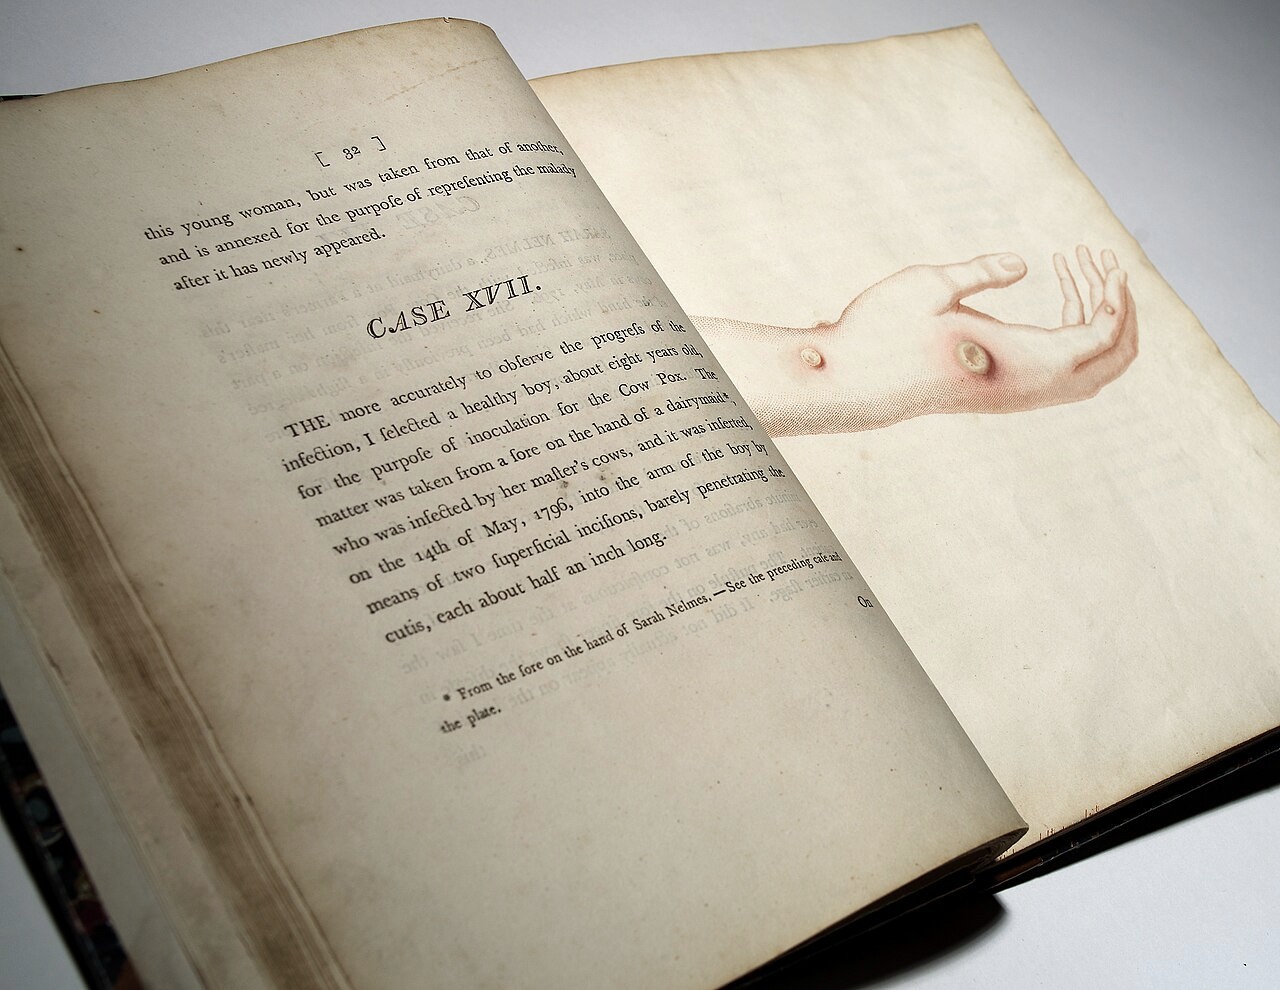 [ 32 ]
this young woman, but was taken from that of another,
and is annexed for the purpoſe of repreſenting the malady
after it has newly appeared.
CASE XVII.
THE more accurately to obſerve the progreſs of the
infection, I ſelected a healthy boy, about eight years old,
for the purpoſe of inoculation for the Cow Pox. The
matter was taken from a ſore on the hand of a dairymaid*,
who was infected by her maſter's cows, and it was inſerted,
on the 14th of May, 1796, into the arm of the boy by
means of two ſuperficial inciſions, barely penetrating the
cutis, each about half an inch long.
* From the ſore on the hand of Sarah Nelmes.—See the preceding caſe and
the plate.
On